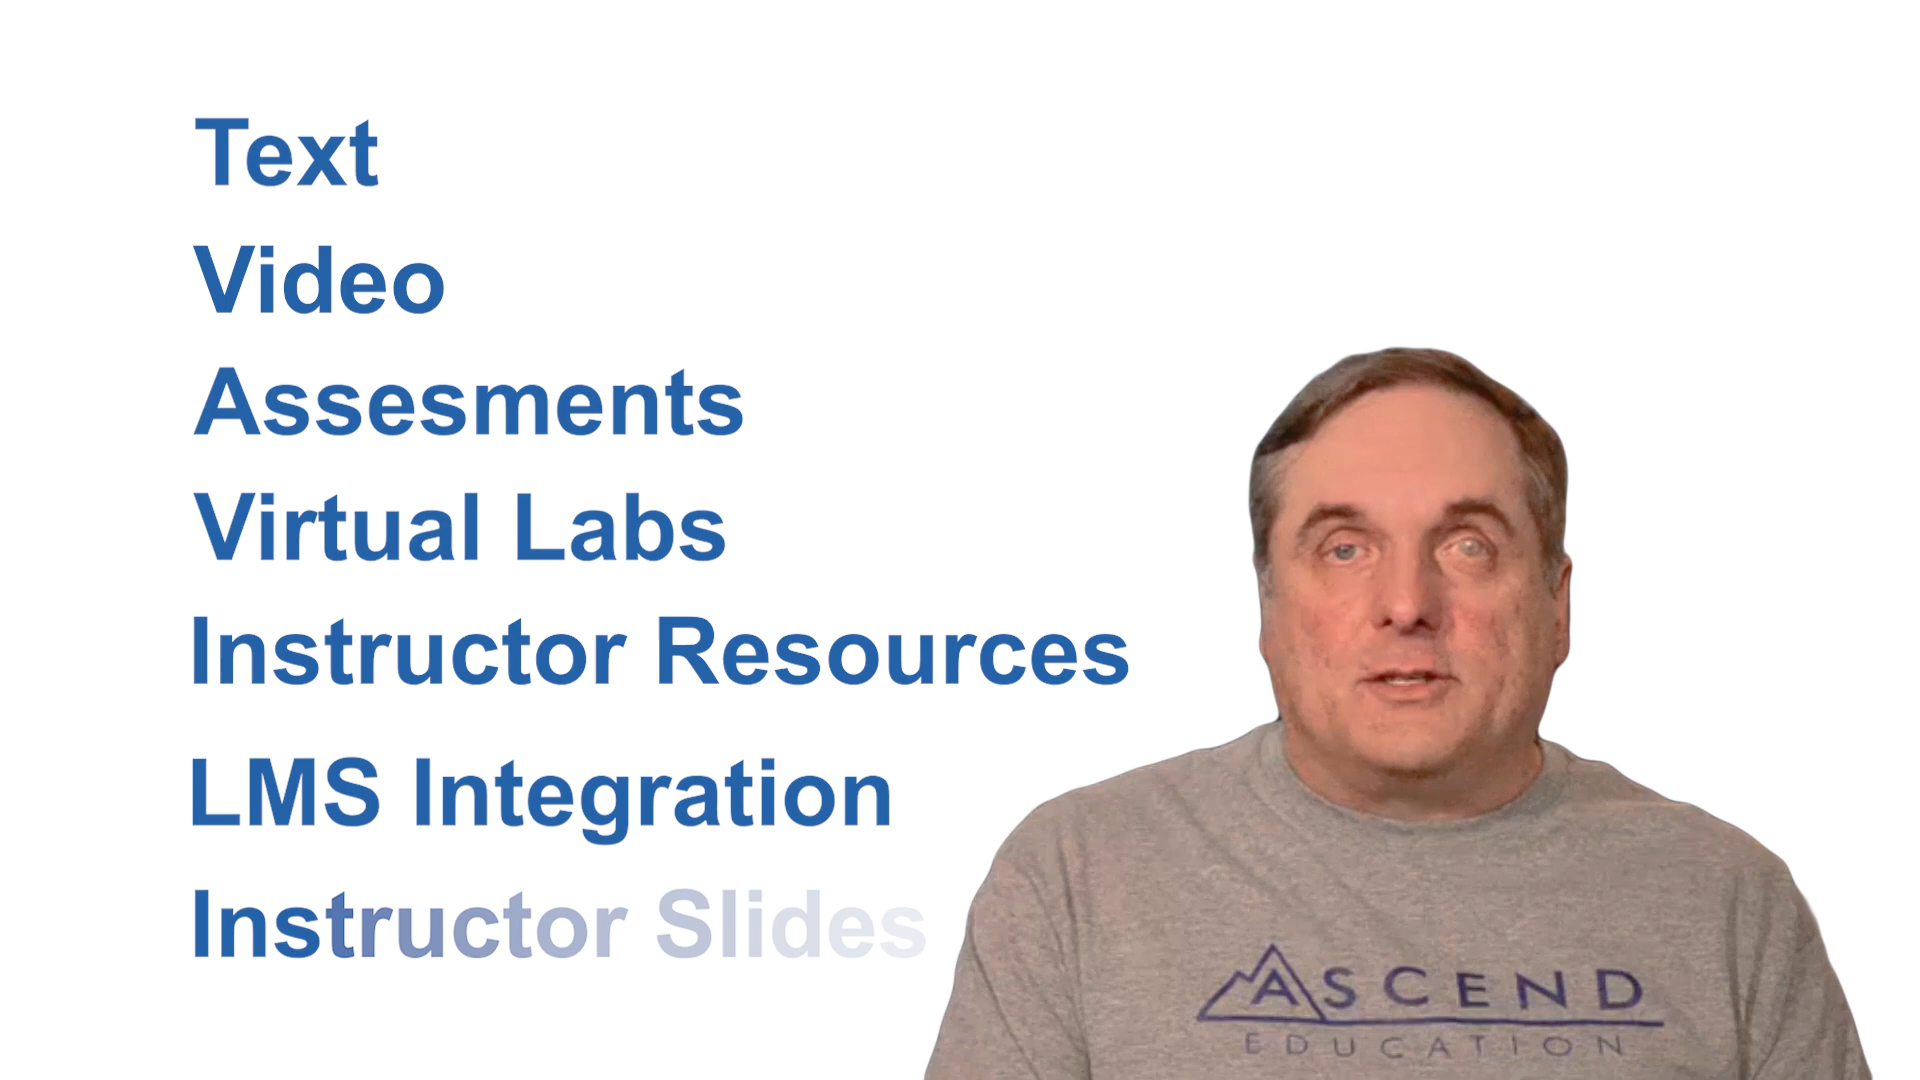 Text
Video
Assesments
Virtual Labs
Instructor Resources
LMS Integration
Instructor Slides
ASCEND
EDUCATION